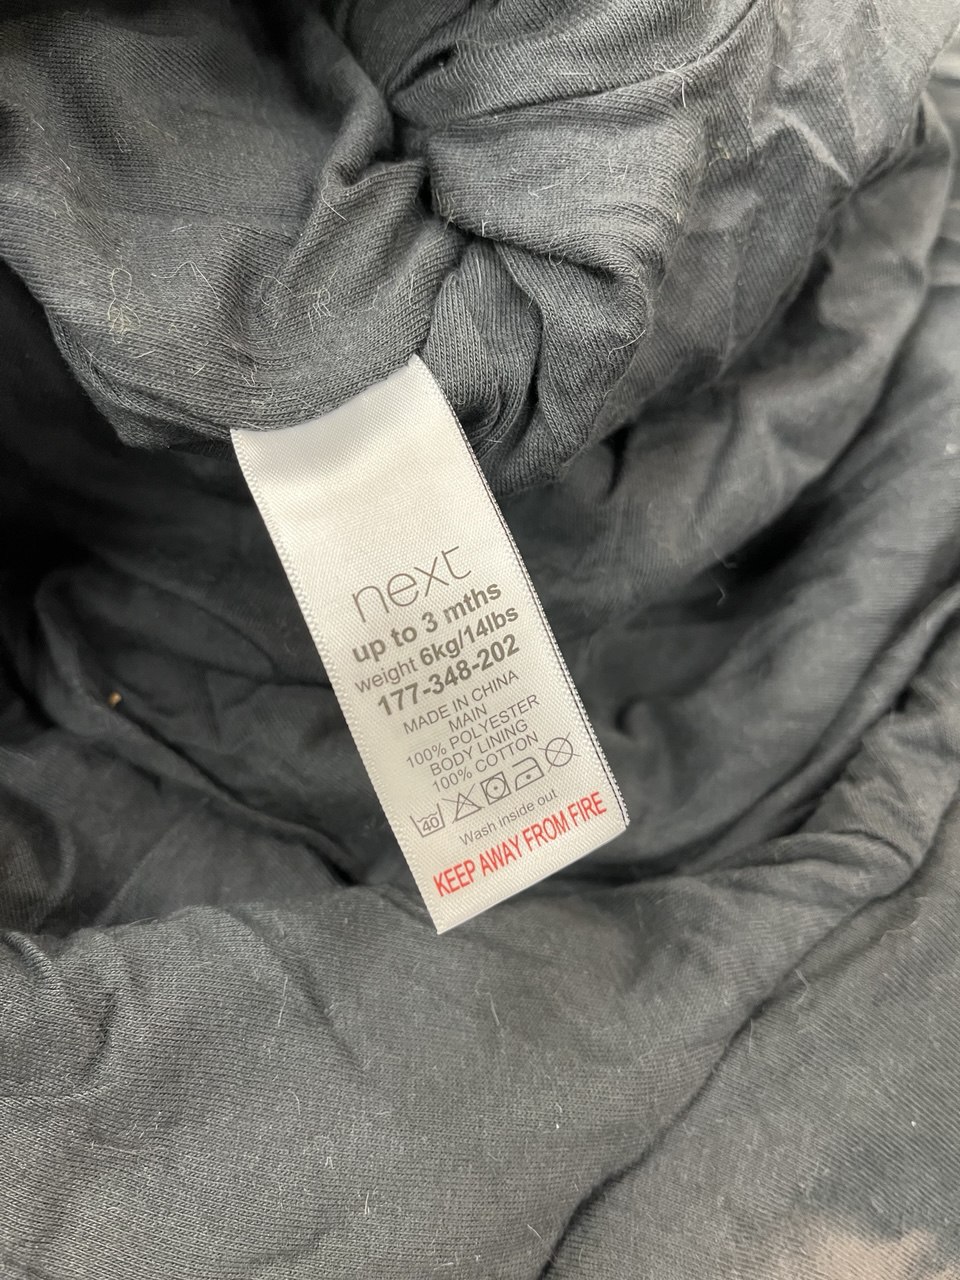 next
up to 3 mths
weight 6kg/14lbs
177-348-202
MADE IN CHINA
MAIN
100% POLYESTER
BODY LINING
100% COTTON
40
Wash inside out
KEEP AWAY FROM FIRE